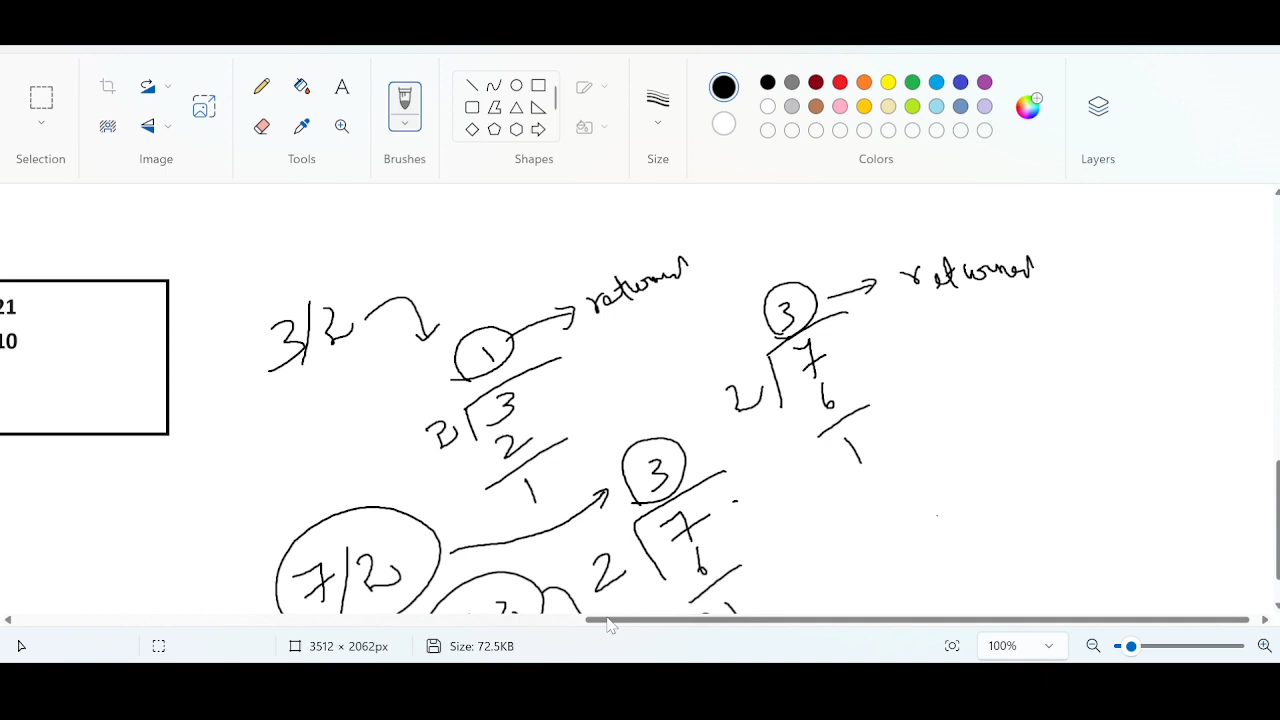 Selection
Image
Tools
Brushes
Shapes
Size
Colors
Layers
21
10
3/2
1 → returned
2 3
2
1
3 → returned
2 7
6
1
7/2
3
2 7
6
3512 × 2062px
Size: 72.5KB
100%